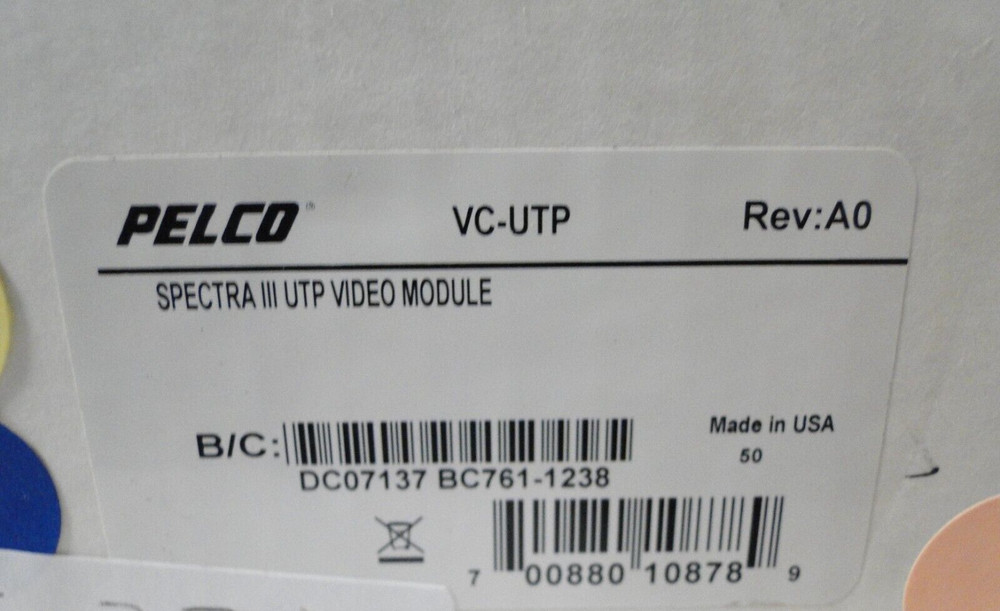 PELCO VC-UTP Rev:A0
SPECTRA III UTP VIDEO MODULE
Made in USA
50
B/C:
DC07137 BC761-1238
7 00880 10878 9